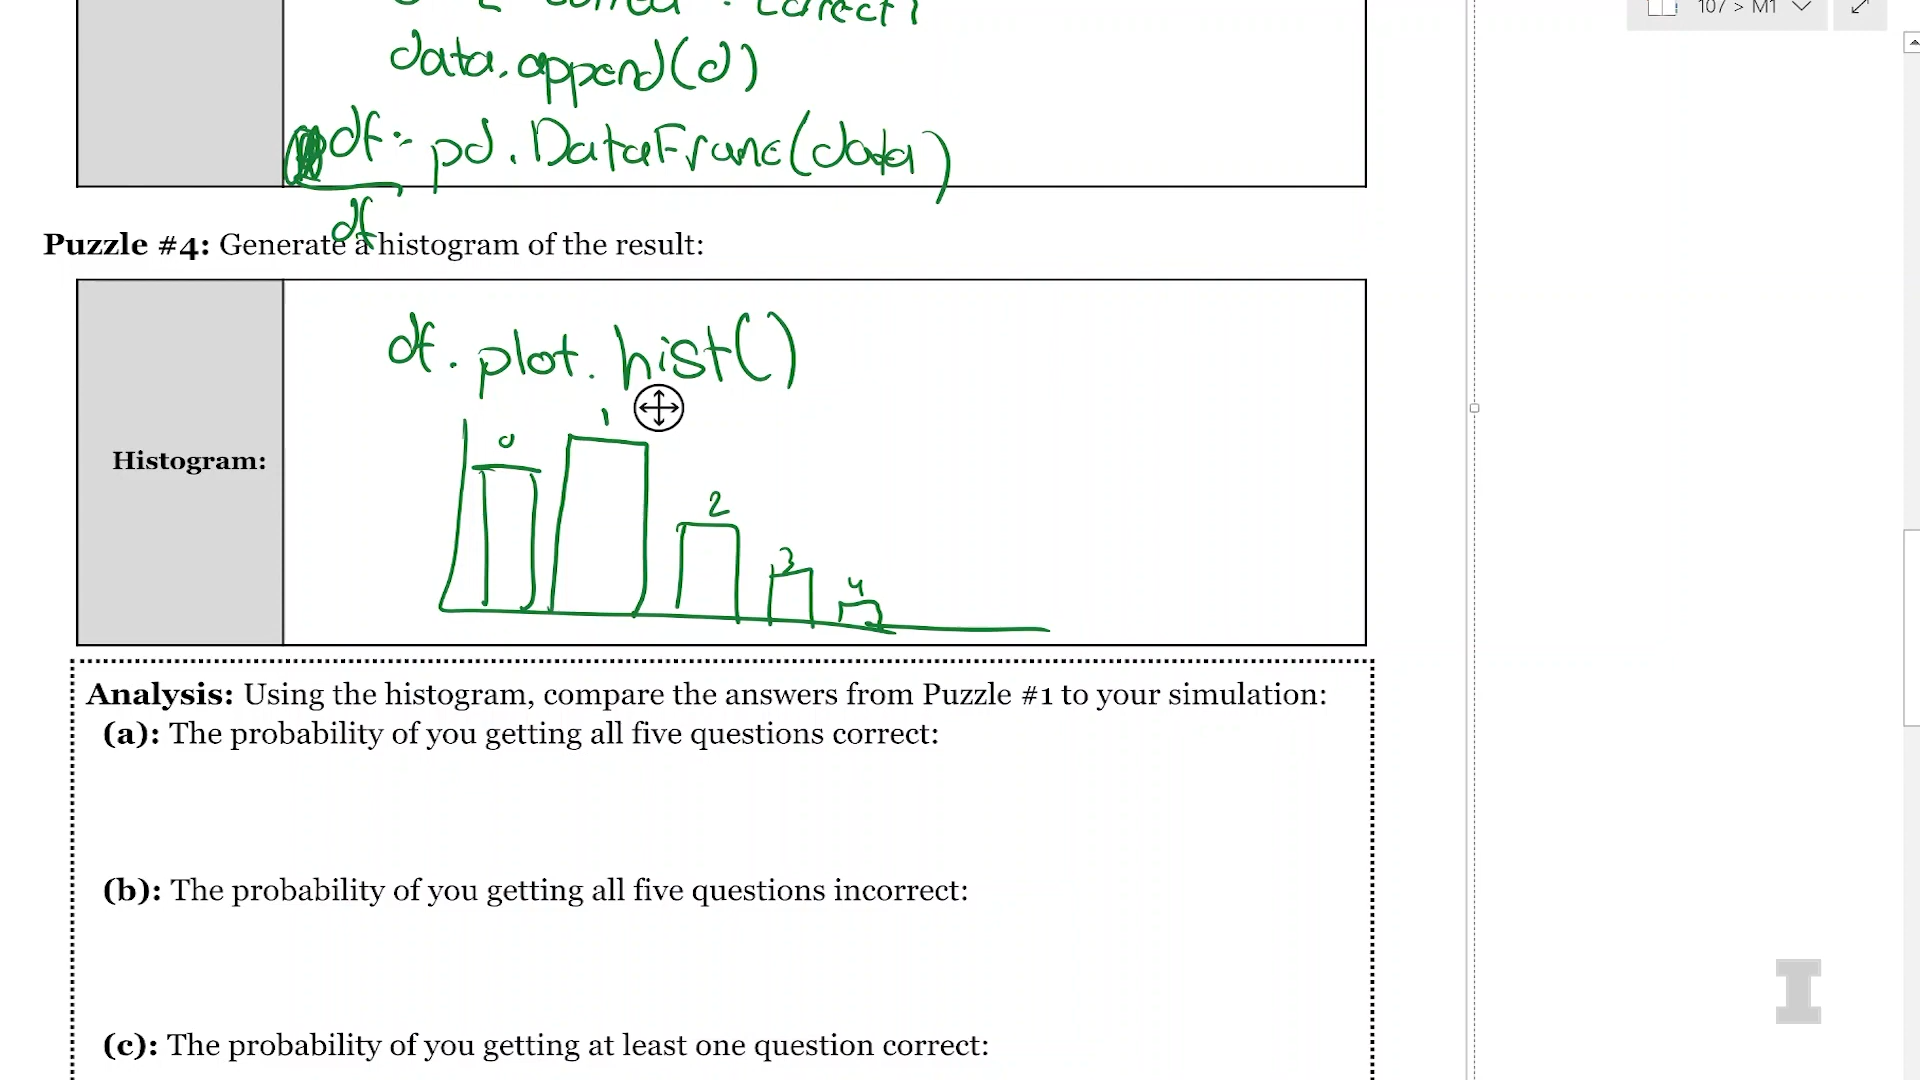 107 > M1
data.append(d)
df = pd.DataFrame(data)
df
Puzzle #4: Generate a histogram of the result:
df.plot.hist()
Histogram:
0 1 2 3 4
Analysis: Using the histogram, compare the answers from Puzzle #1 to your simulation:
(a): The probability of you getting all five questions correct:
(b): The probability of you getting all five questions incorrect:
(c): The probability of you getting at least one question correct: